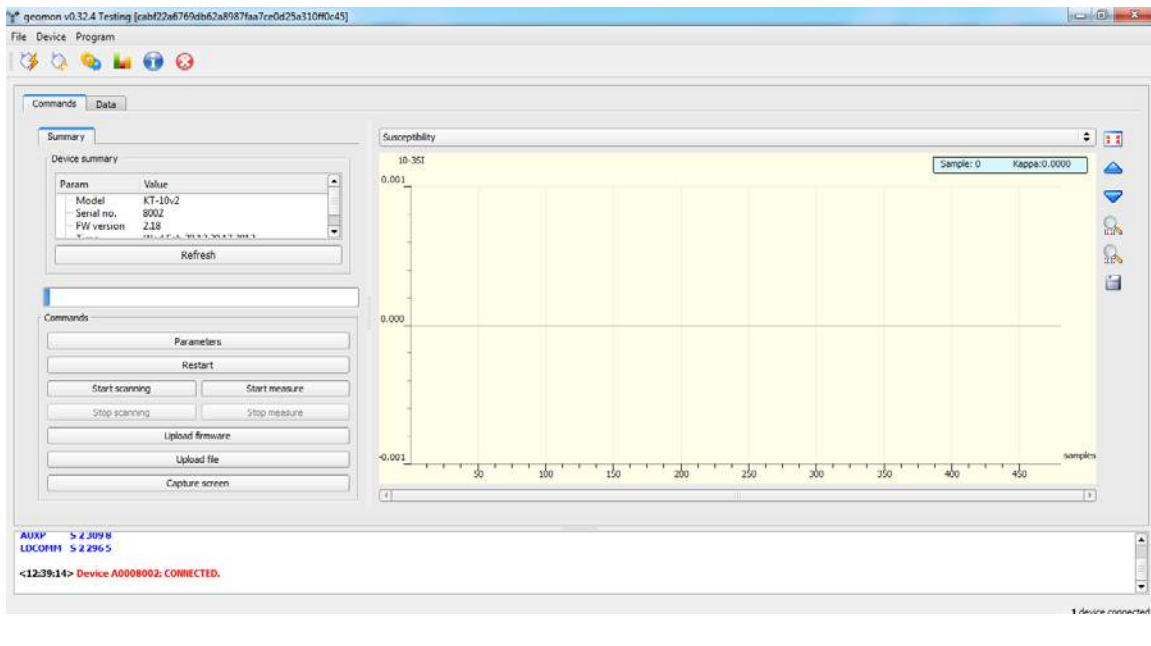 geomon v0.32.4 Testing [cabf22a6769db62a8987faa7ce0d25a310ff0c45]
File Device Program
Commands Data
Summary
Device summary
Param Value
Model KT-10v2
Serial no. 8002
FW version 2.18
Refresh
Commands
Parameters
Restart
Start scanning Start measure
Stop scanning Stop measure
Upload firmware
Upload file
Capture screen
Susceptibility
10-3SI
Sample: 0 Kappa:0.0000
0.001
0.000
-0.001
samples
50 100 150 200 250 300 350 400 450
AUXP S 2 3098
LDCOMM S 2 2965
<12:39:14> Device A0008002: CONNECTED.
1 device connected